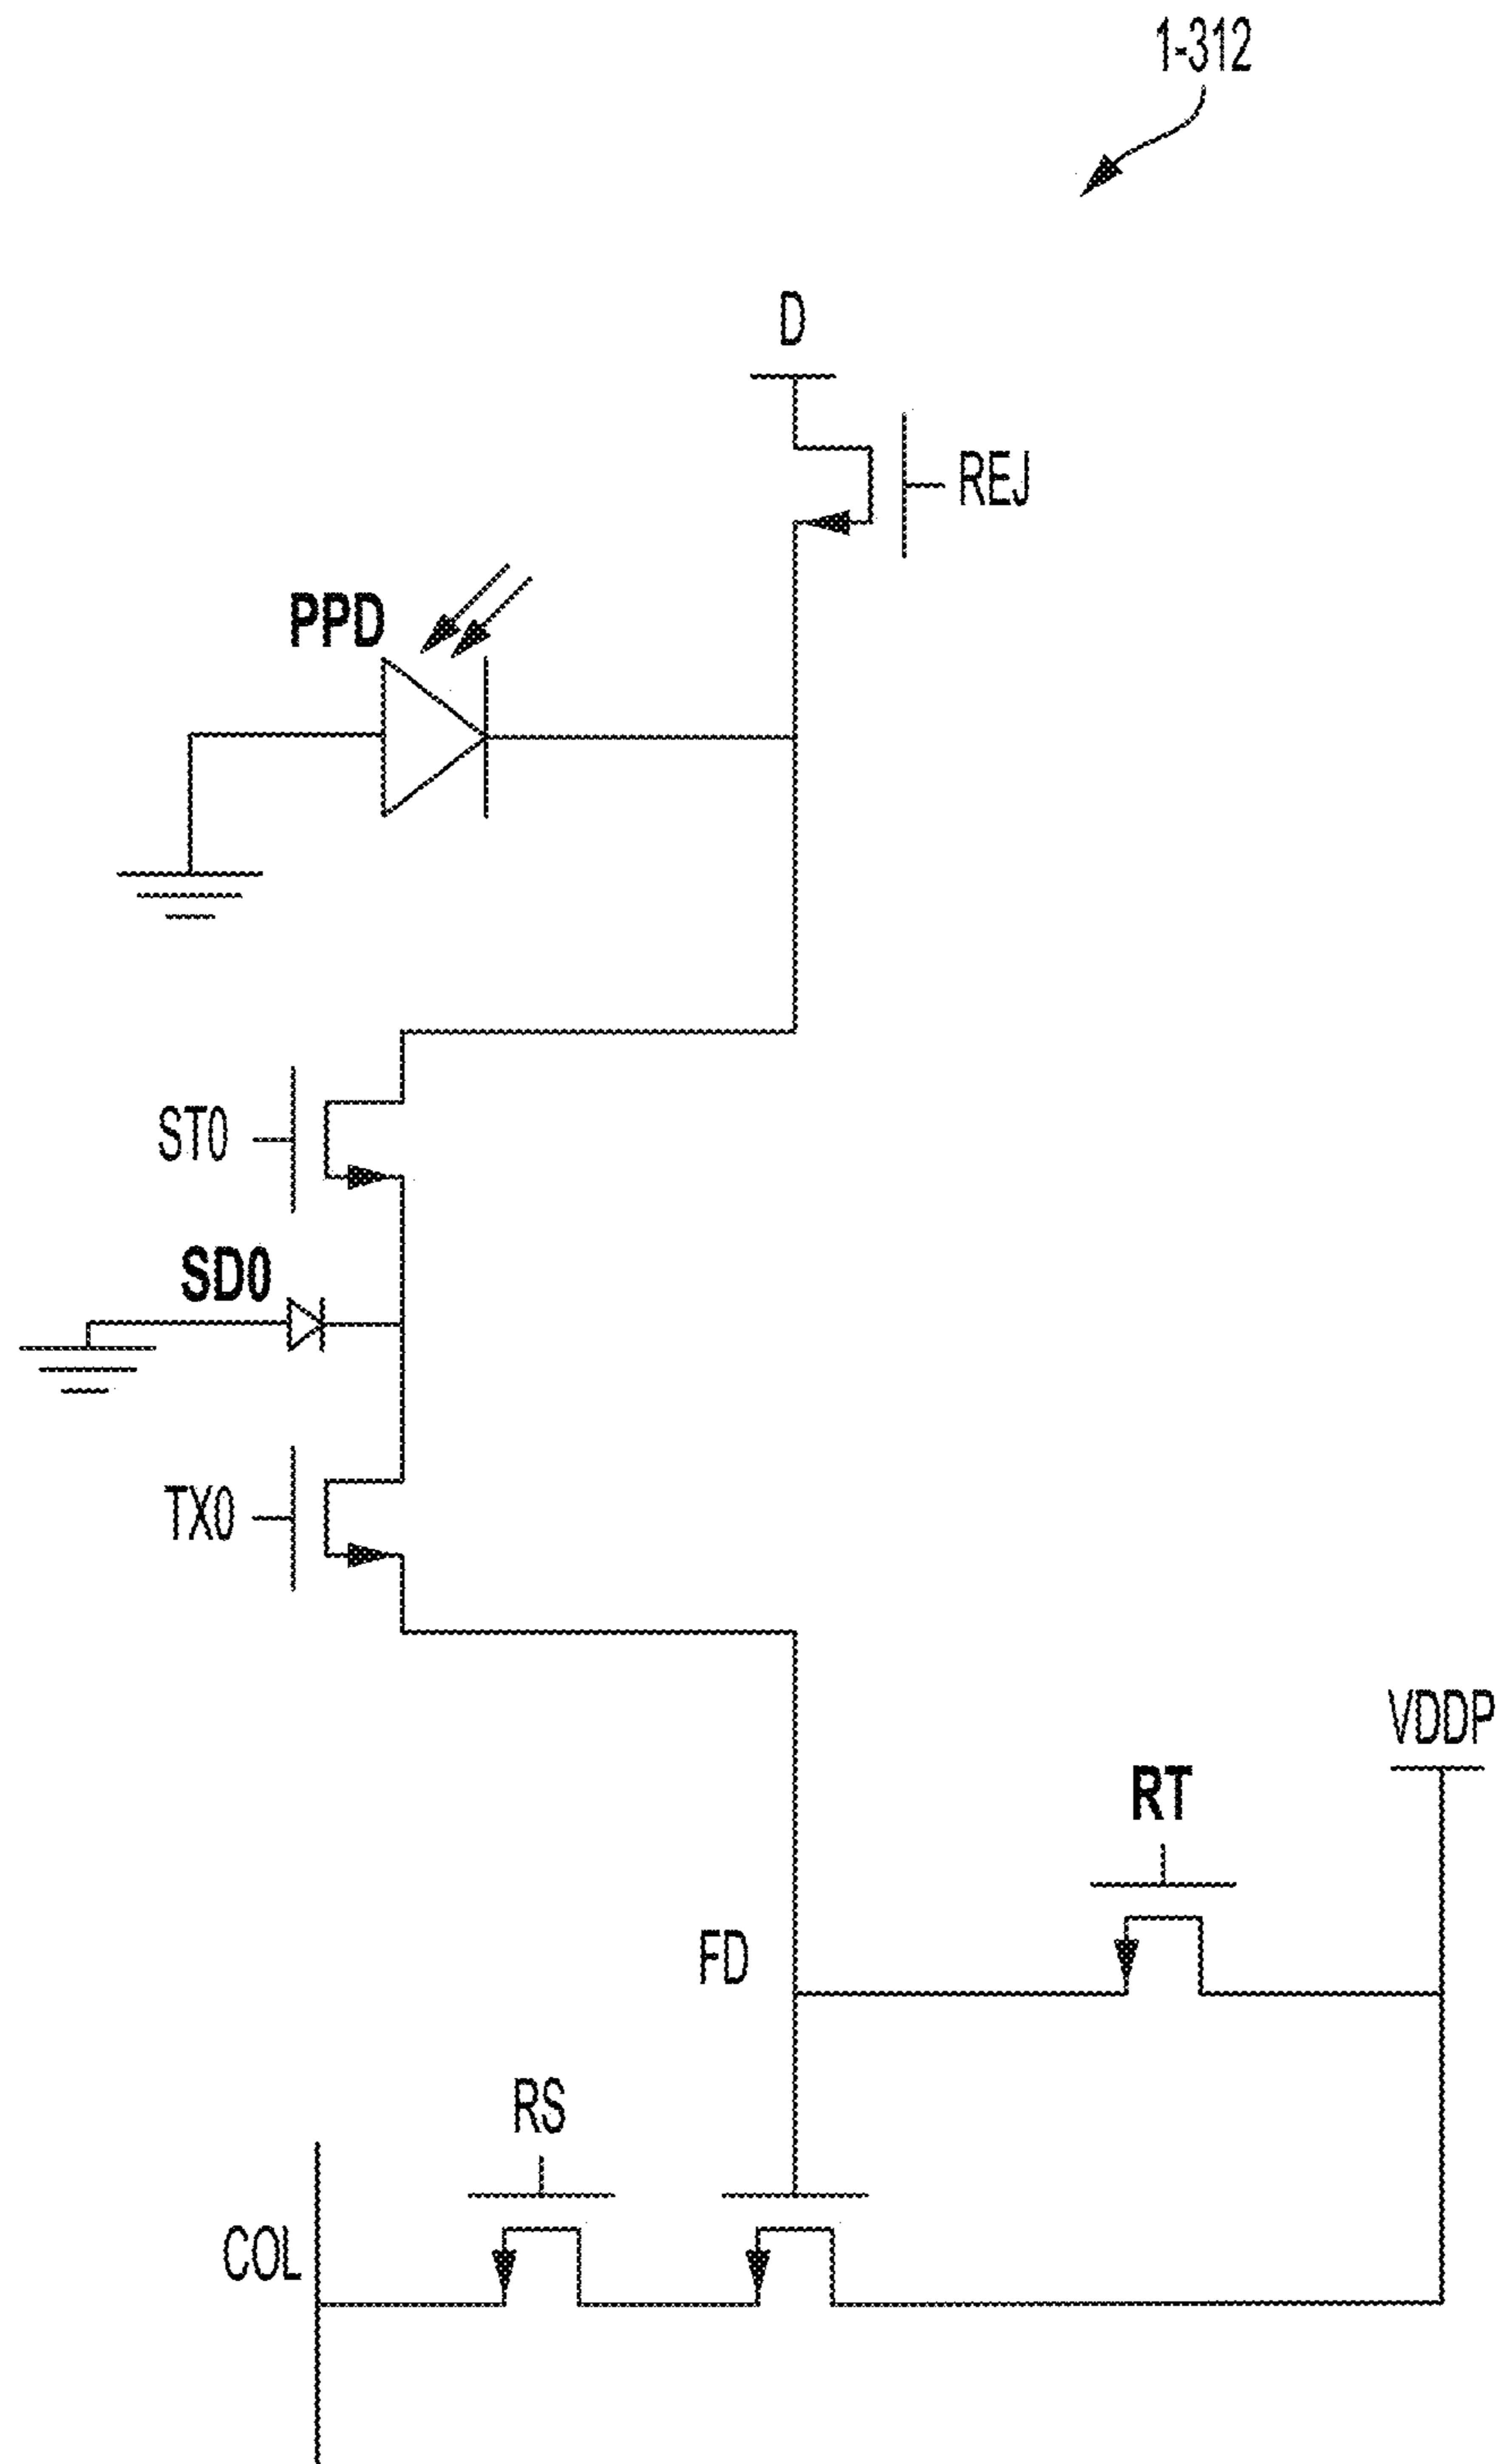 1-312
D
REJ
PPD
ST0
SD0
TX0
VDDP
RT
FD
RS
COL